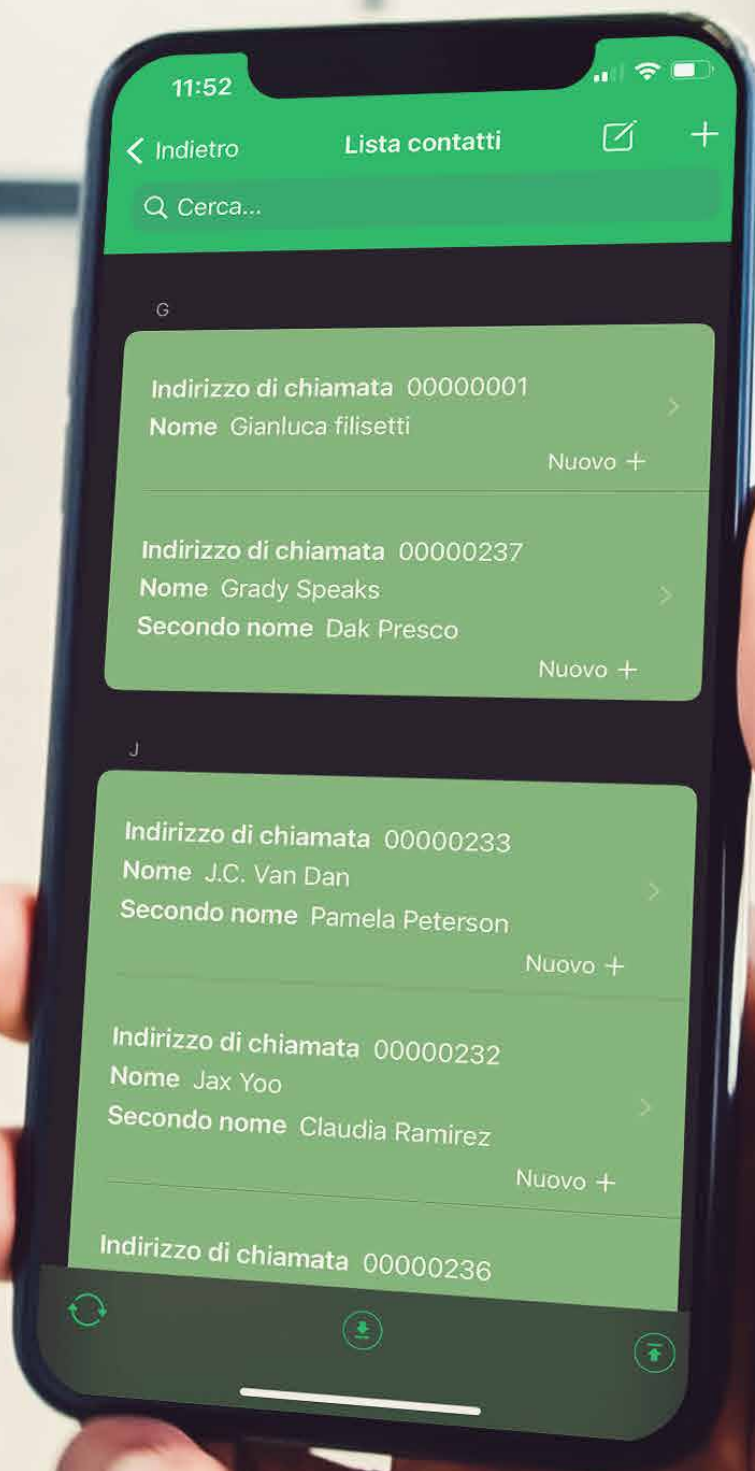 11:52
Indietro
Lista contatti
Cerca...
G
Indirizzo di chiamata 00000001
Nome Gianluca filisetti
Nuovo +
Indirizzo di chiamata 00000237
Nome Grady Speaks
Secondo nome Dak Presco
Nuovo +
J
Indirizzo di chiamata 00000233
Nome J.C. Van Dan
Secondo nome Pamela Peterson
Nuovo +
Indirizzo di chiamata 00000232
Nome Jax Yoo
Secondo nome Claudia Ramirez
Nuovo +
Indirizzo di chiamata 00000236